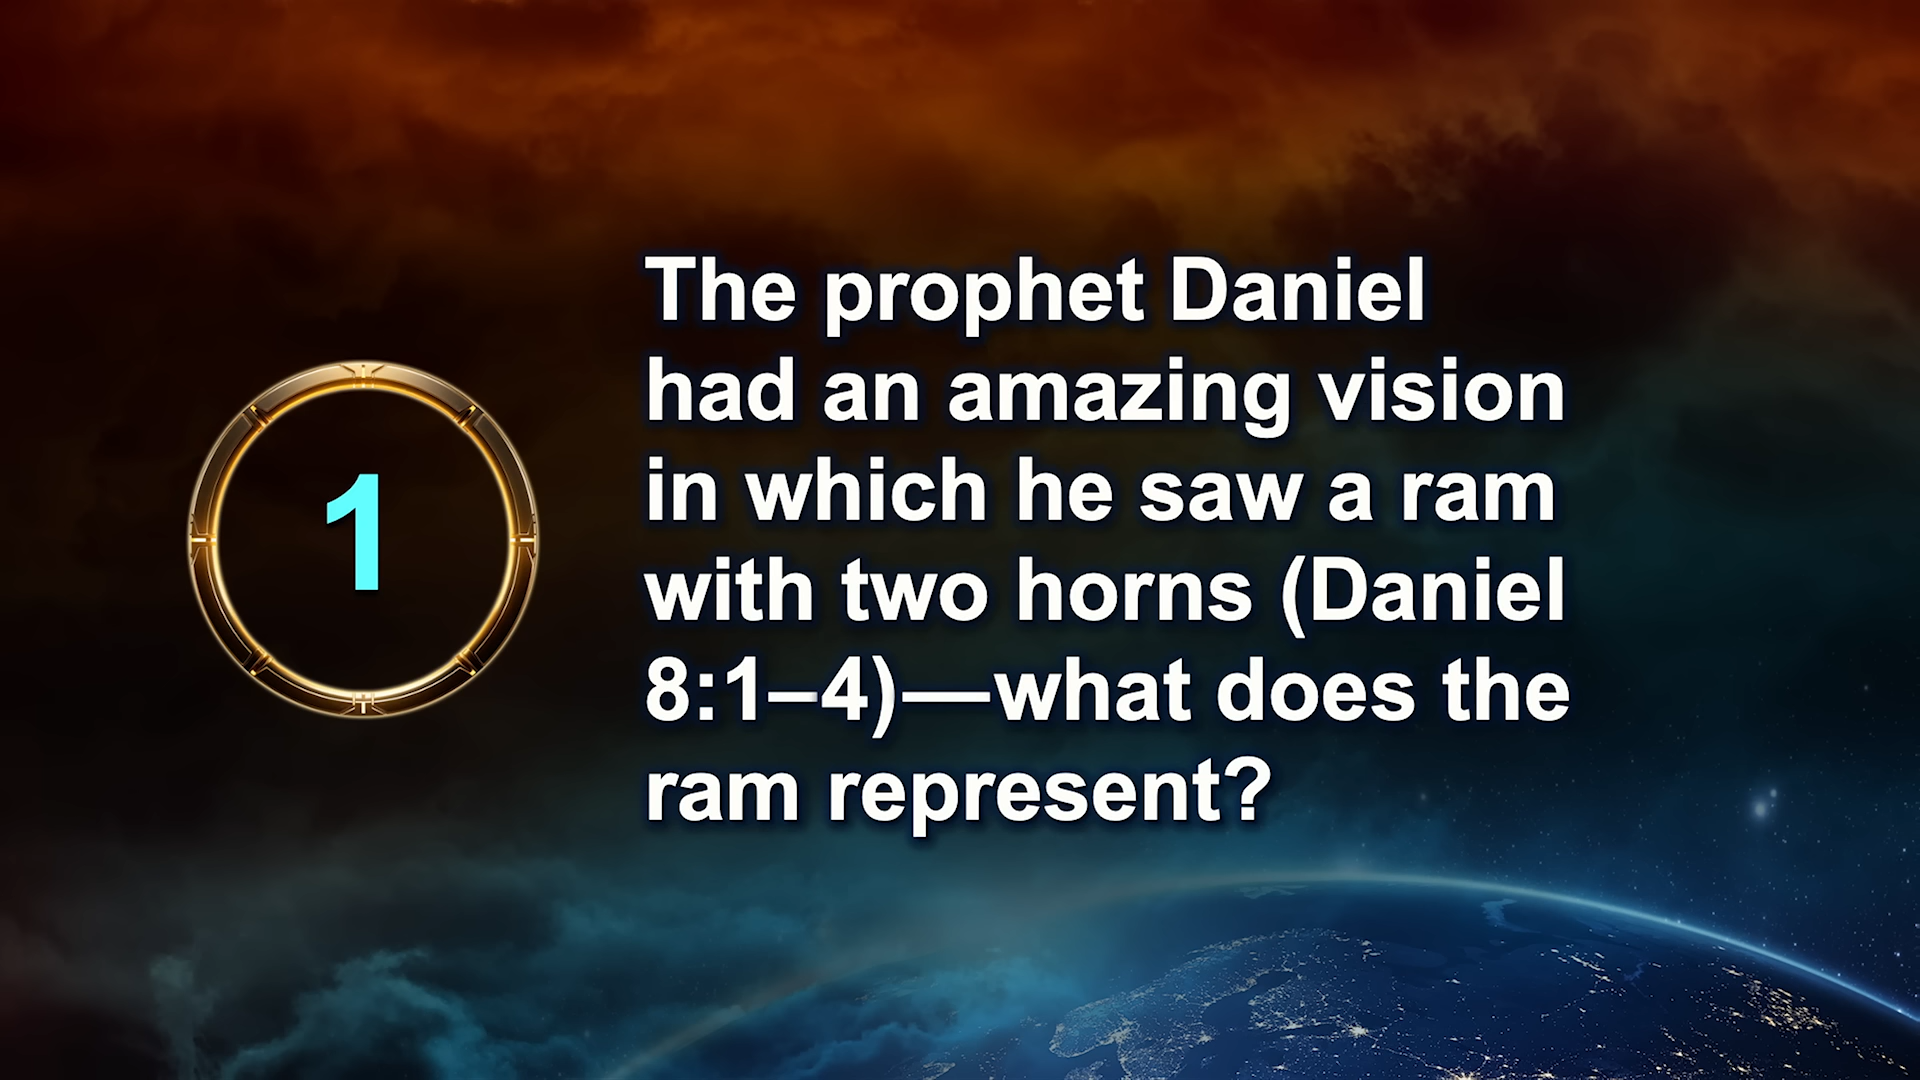 1
The prophet Daniel
had an amazing vision
in which he saw a ram
with two horns (Daniel
8:1–4)—what does the
ram represent?